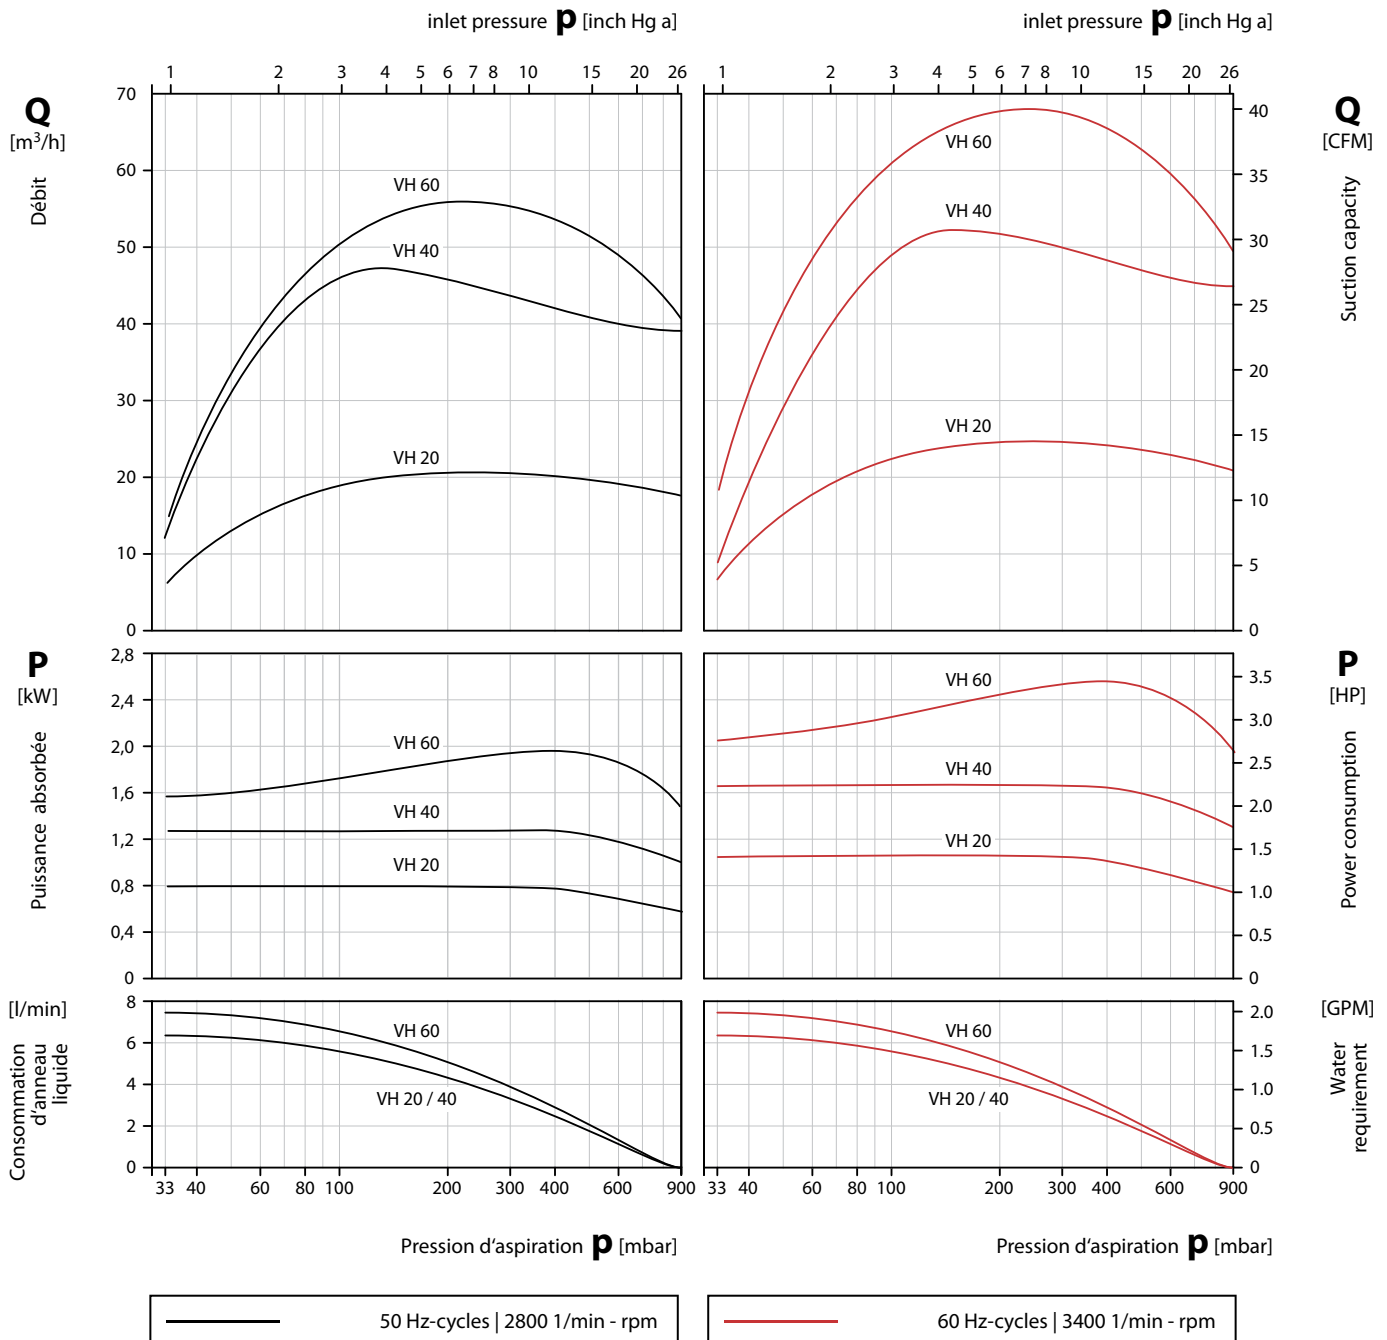 inlet pressure p [inch Hg a]
inlet pressure p [inch Hg a]
1 2 3 4 5 6 7 8 10 15 20 26
1 2 3 4 5 6 7 8 10 15 20 26
Q
[m³/h]
Débit
70
60
50
40
30
20
10
0
VH 60
VH 40
VH 20
VH 60
VH 40
VH 20
40
35
30
25
20
15
10
5
0
Q
[CFM]
Suction capacity
P
[kW]
Puissance absorbée
2,8
2,4
2,0
1,6
1,2
0,8
0,4
0
VH 60
VH 40
VH 20
VH 60
VH 40
VH 20
3.5
3.0
2.5
2.0
1.5
1.0
0.5
0
P
[HP]
Power consumption
[l/min]
Consommation
d'anneau
liquide
8
6
4
2
0
VH 60
VH 20 / 40
VH 60
VH 20 / 40
2.0
1.5
1.0
0.5
0
[GPM]
Water
requirement
33 40 60 80 100 200 300 400 600 900
33 40 60 80 100 200 300 400 600 900
Pression d'aspiration p [mbar]
Pression d'aspiration p [mbar]
50 Hz-cycles | 2800 1/min - rpm
60 Hz-cycles | 3400 1/min - rpm